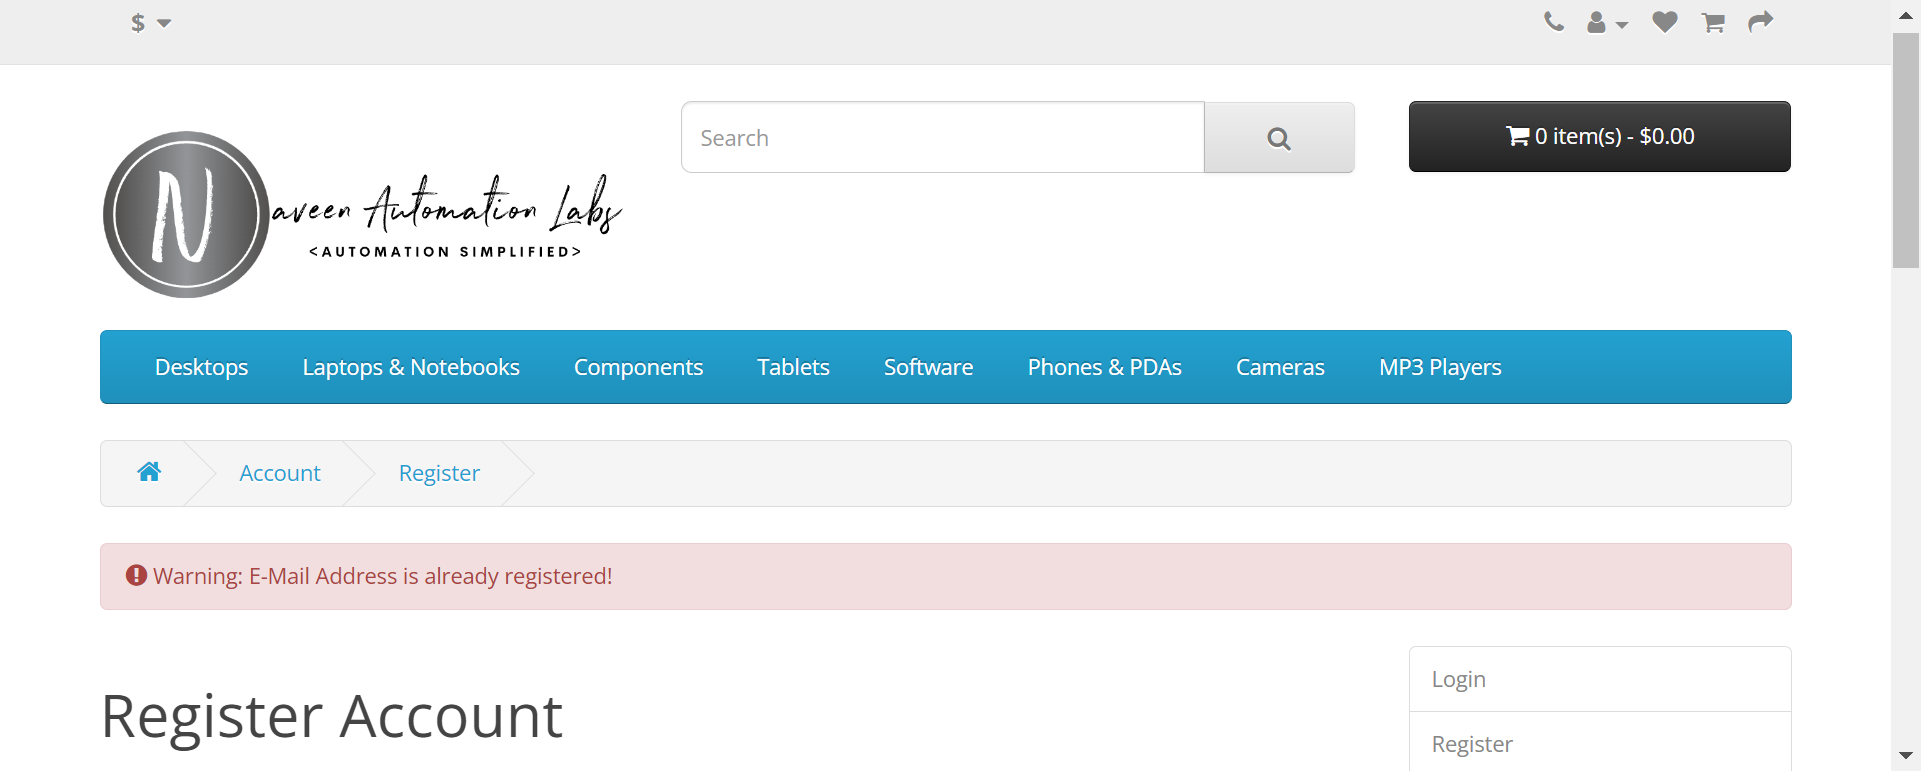 $
Search
0 item(s) - $0.00
Naveen Automation Labs
<AUTOMATION SIMPLIFIED>
Desktops Laptops & Notebooks Components Tablets Software Phones & PDAs Cameras MP3 Players
Account Register
Warning: E-Mail Address is already registered!
Register Account
Login
Register